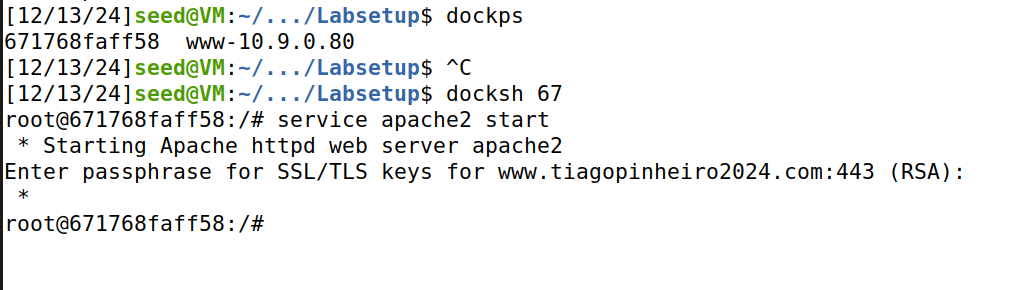 [12/13/24]seed@VM:~/.../Labsetup$ dockps
671768faff58  www-10.9.0.80
[12/13/24]seed@VM:~/.../Labsetup$ ^C
[12/13/24]seed@VM:~/.../Labsetup$ docksh 67
root@671768faff58:/# service apache2 start
 * Starting Apache httpd web server apache2
Enter passphrase for SSL/TLS keys for www.tiagopinheiro2024.com:443 (RSA):
 *
root@671768faff58:/#